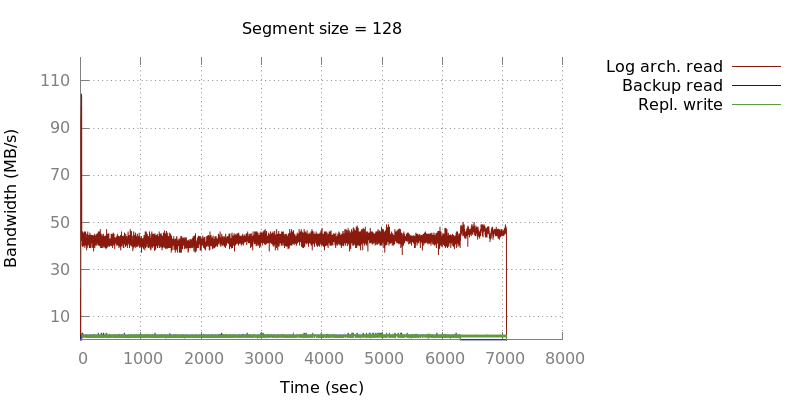 Segment size = 128
Log arch. read
Backup read
Repl. write
Bandwidth (MB/s)
110
90
70
50
30
10
0 1000 2000 3000 4000 5000 6000 7000 8000
Time (sec)